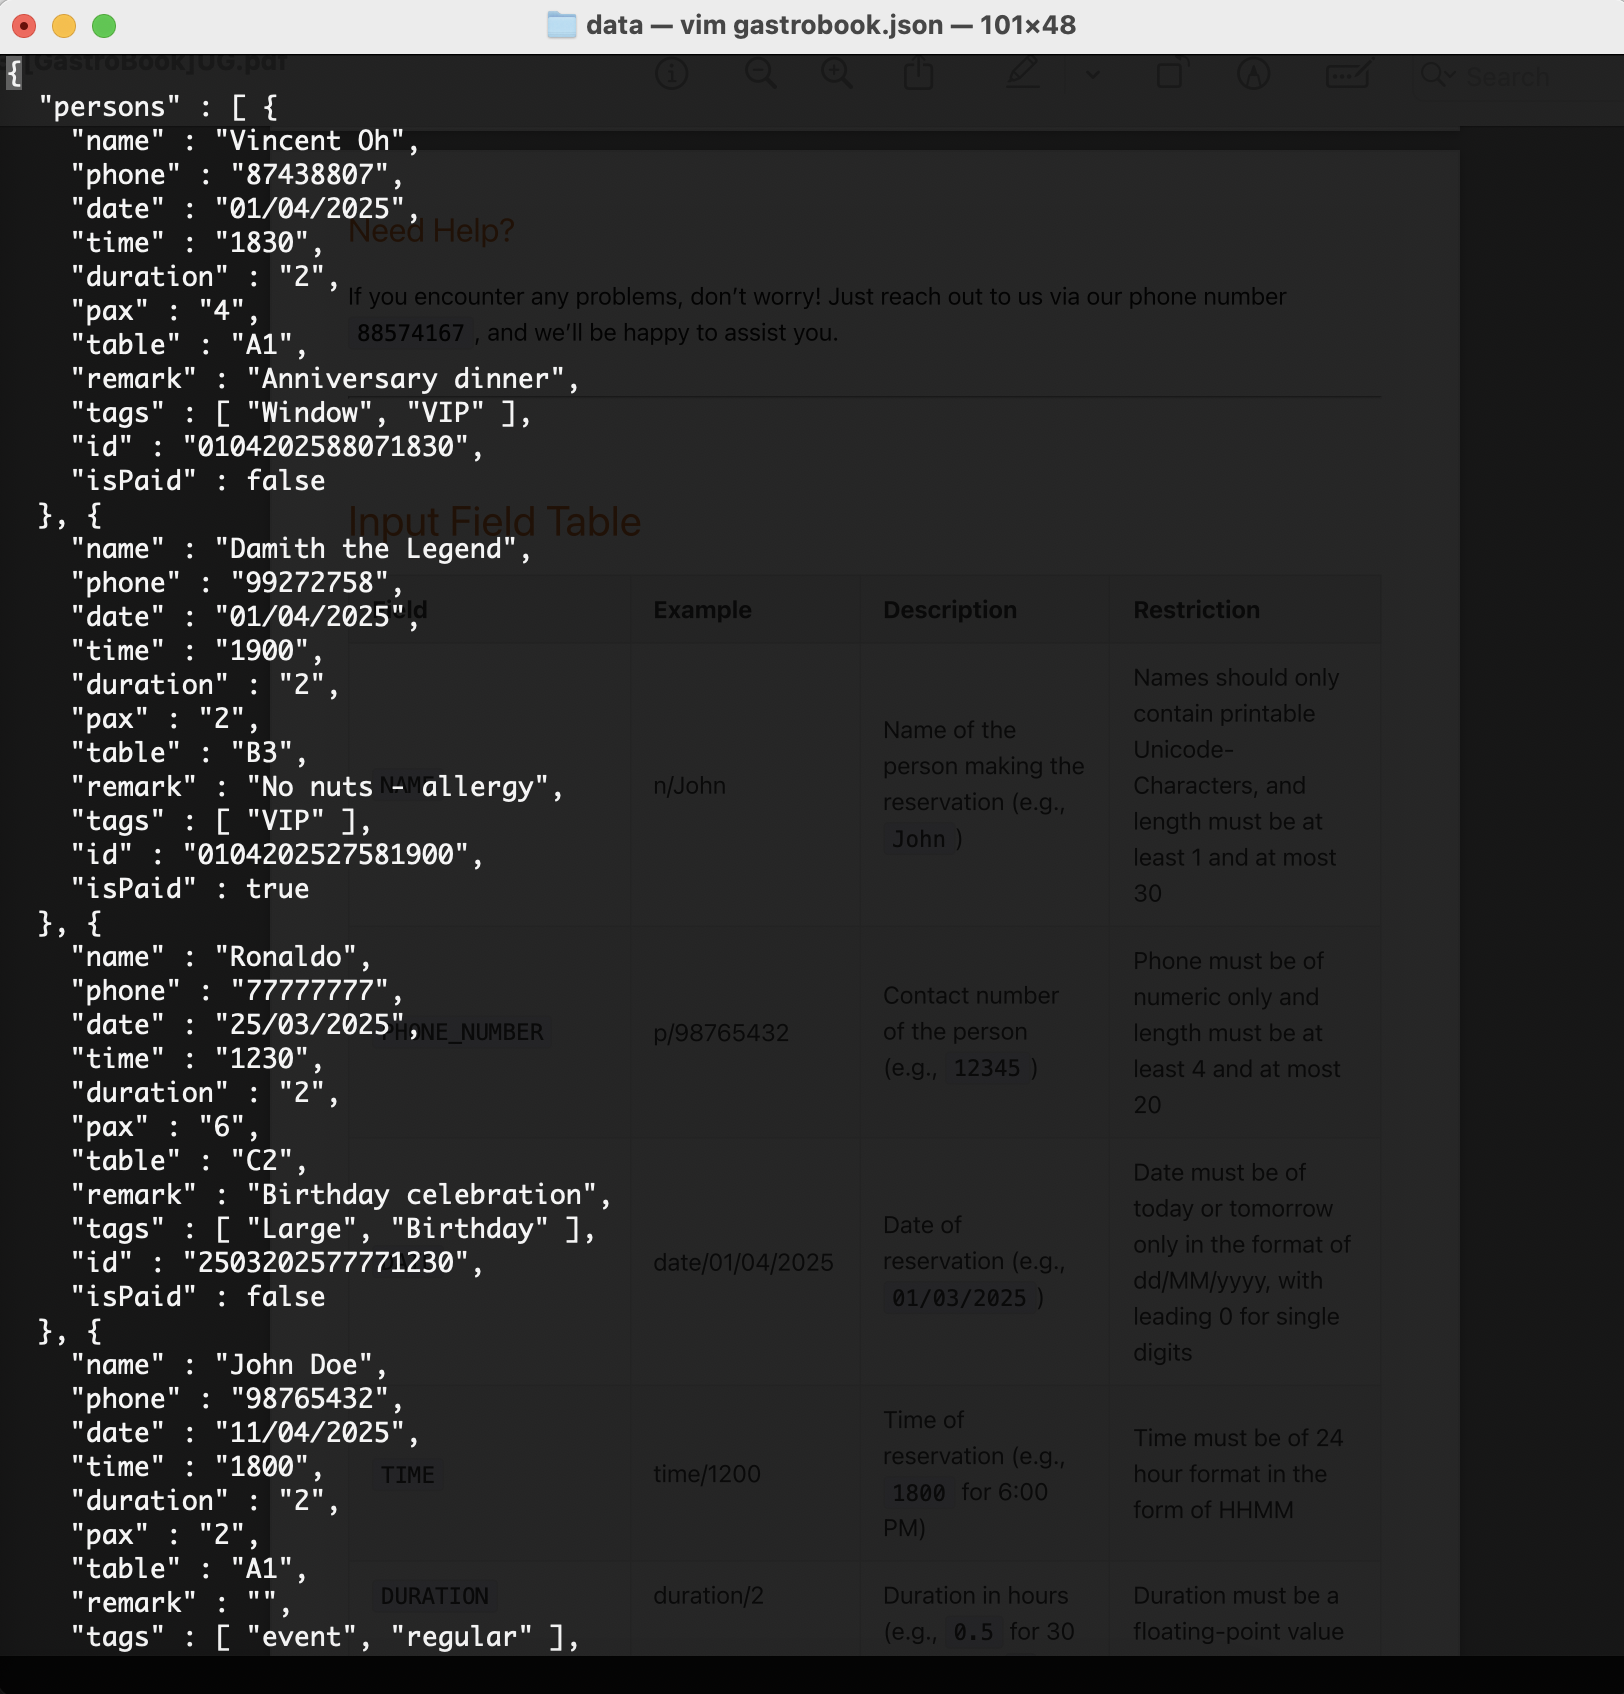 data — vim gastrobook.json — 101×48
[GastroBook]UG.pdf
Search
{
"persons" : [ {
"name" : "Vincent Oh",
"phone" : "87438807",
"date" : "01/04/2025",
"time" : "1830",
"duration" : "2",
"pax" : "4",
"table" : "A1",
"remark" : "Anniversary dinner",
"tags" : [ "Window", "VIP" ],
"id" : "0104202588071830",
"isPaid" : false
}, {
"name" : "Damith the Legend",
"phone" : "99272758",
"date" : "01/04/2025",
"time" : "1900",
"duration" : "2",
"pax" : "2",
"table" : "B3",
"remark" : "No nuts - allergy",
"tags" : [ "VIP" ],
"id" : "0104202527581900",
"isPaid" : true
}, {
"name" : "Ronaldo",
"phone" : "77777777",
"date" : "25/03/2025",
"time" : "1230",
"duration" : "2",
"pax" : "6",
"table" : "C2",
"remark" : "Birthday celebration",
"tags" : [ "Large", "Birthday" ],
"id" : "2503202577771230",
"isPaid" : false
}, {
"name" : "John Doe",
"phone" : "98765432",
"date" : "11/04/2025",
"time" : "1800",
"duration" : "2",
"pax" : "2",
"table" : "A1",
"remark" : "",
"tags" : [ "event", "regular" ],
Need Help?
If you encounter any problems, don't worry! Just reach out to us via our phone number
88574167 , and we'll be happy to assist you.
Input Field Table
Field Example Description Restriction
NAME
n/John
Name of the
person making the
reservation (e.g.,
John )
Names should only
contain printable
Unicode-
Characters, and
length must be at
least 1 and at most
30
PHONE_NUMBER
p/98765432
Contact number
of the person
(e.g., 12345 )
Phone must be of
numeric only and
length must be at
least 4 and at most
20
date/01/04/2025
Date of
reservation (e.g.,
01/03/2025 )
Date must be of
today or tomorrow
only in the format of
dd/MM/yyyy, with
leading 0 for single
digits
TIME
time/1200
Time of
reservation (e.g.,
1800 for 6:00
PM)
Time must be of 24
hour format in the
form of HHMM
DURATION
duration/2
Duration in hours
(e.g., 0.5 for 30
Duration must be a
floating-point value